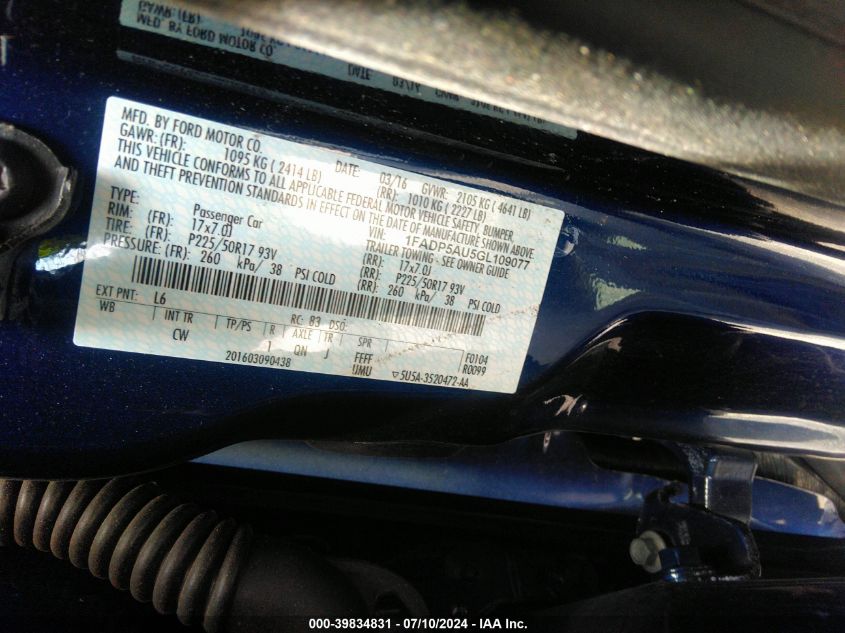 MFD. BY FORD MOTOR CO.
DATE: 03/16 GVWR: 2105 KG ( 4641 LB)
GAWR: (FR): 1095 KG ( 2414 LB) (RR): 1010 KG ( 2227 LB)
THIS VEHICLE CONFORMS TO ALL APPLICABLE FEDERAL MOTOR VEHICLE SAFETY, BUMPER
AND THEFT PREVENTION STANDARDS IN EFFECT ON THE DATE OF MANUFACTURE SHOWN ABOVE
VIN: 1FADP5AU5GL109077
TYPE: Passenger Car TRAILER TOWING - SEE OWNER GUIDE
RIM: (FR): 17x7.0J (RR): 17x7.0J
TIRE: (FR): P225/50R17 93V (RR): P225/50R17 93V
PRESSURE: (FR): 260 kPa/ 38 PSI COLD (RR): 260 kPa/ 38 PSI COLD
EXT PNT: L6 RC: 83 DSO:
WB INT TR TP/PS R AXLE TR SPR F0104
CW 1 QN J FFFF R0099
201603090438 UMU 5U5A-3520472-AA
000-39834831 - 07/10/2024 - IAA Inc.